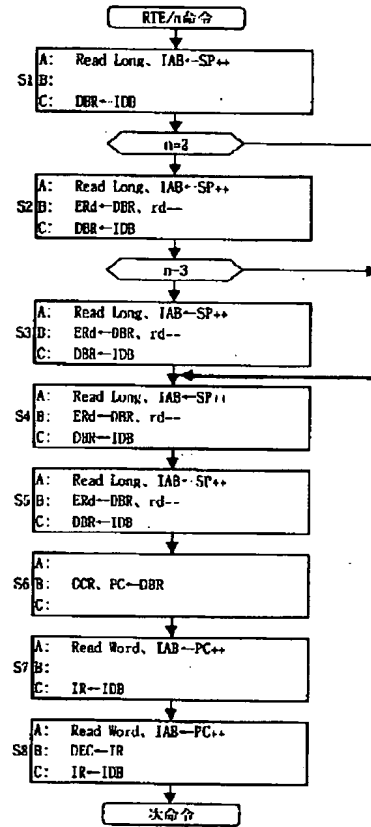 RTE/n命令
A: Read Long、IAB←SP++
S1 B:
C: DBR←IDB
n=2
A: Read Long、IAB←SP++
S2 B: ERd←DBR、rd--
C: DBR←IDB
n=3
A: Read Long、IAB←SP++
S3 B: ERd←DBR、rd--
C: DBR←IDB
A: Read Long、IAB←SP++
S4 B: ERd←DBR、rd--
C: DBR←IDB
A: Read Long、IAB←SP++
S5 B: ERd←DBR、rd--
C: DBR←IDB
A:
S6 B: CCR、PC←DBR
C:
A: Read Word、IAB←PC++
S7 B:
C: IR←IDB
A: Read Word、IAB←PC++
S8 B: DEC←IR
C: IR←IDB
次命令